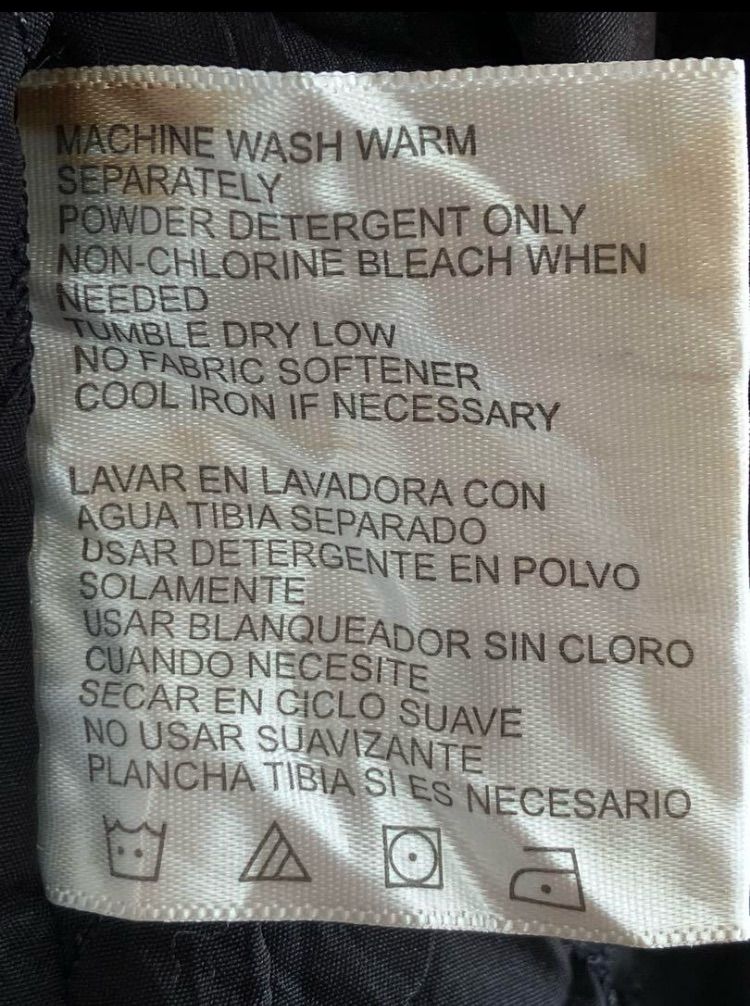 MACHINE WASH WARM
SEPARATELY
POWDER DETERGENT ONLY
NON-CHLORINE BLEACH WHEN
NEEDED
TUMBLE DRY LOW
NO FABRIC SOFTENER
COOL IRON IF NECESSARY
LAVAR EN LAVADORA CON
AGUA TIBIA SEPARADO
USAR DETERGENTE EN POLVO
SOLAMENTE
USAR BLANQUEADOR SIN CLORO
CUANDO NECESITE
SECAR EN CICLO SUAVE
NO USAR SUAVIZANTE
PLANCHA TIBIA SI ES NECESARIO